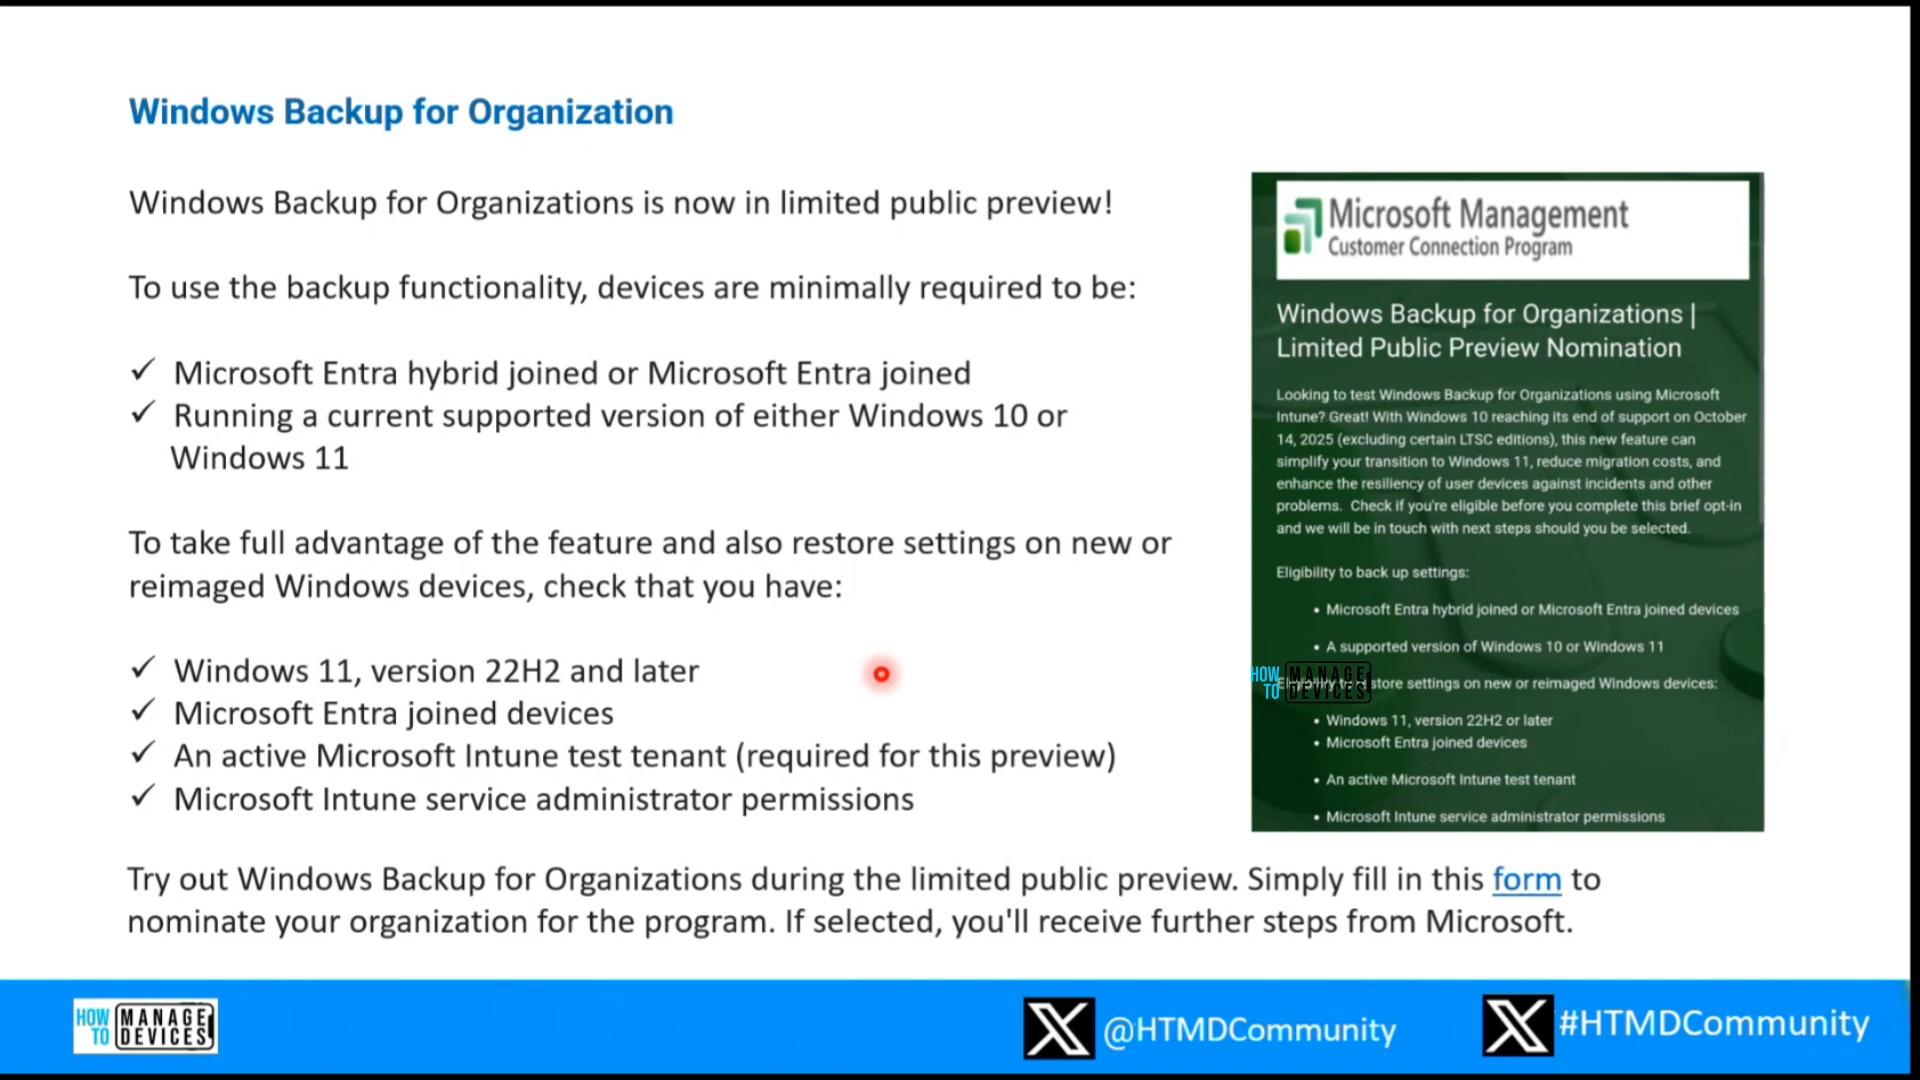 Windows Backup for Organization
Windows Backup for Organizations is now in limited public preview!
To use the backup functionality, devices are minimally required to be:
✓ Microsoft Entra hybrid joined or Microsoft Entra joined
✓ Running a current supported version of either Windows 10 or
Windows 11
To take full advantage of the feature and also restore settings on new or
reimaged Windows devices, check that you have:
✓ Windows 11, version 22H2 and later
✓ Microsoft Entra joined devices
✓ An active Microsoft Intune test tenant (required for this preview)
✓ Microsoft Intune service administrator permissions
Try out Windows Backup for Organizations during the limited public preview. Simply fill in this form to
nominate your organization for the program. If selected, you'll receive further steps from Microsoft.
Microsoft Management
Customer Connection Program
Windows Backup for Organizations |
Limited Public Preview Nomination
Looking to test Windows Backup for Organizations using Microsoft
Intune? Great! With Windows 10 reaching its end of support on October
14, 2025 (excluding certain LTSC editions), this new feature can
simplify your transition to Windows 11, reduce migration costs, and
enhance the resiliency of user devices against incidents and other
problems. Check if you're eligible before you complete this brief opt-in
and we will be in touch with next steps should you be selected.
Eligibility to back up settings:
• Microsoft Entra hybrid joined or Microsoft Entra joined devices
• A supported version of Windows 10 or Windows 11
HOW TO MANAGE DEVICES
settings on new or reimaged Windows devices:
• Windows 11, version 22H2 or later
• Microsoft Entra joined devices
• An active Microsoft Intune test tenant
• Microsoft Intune service administrator permissions
HOW TO MANAGE DEVICES
@HTMDCommunity
#HTMDCommunity